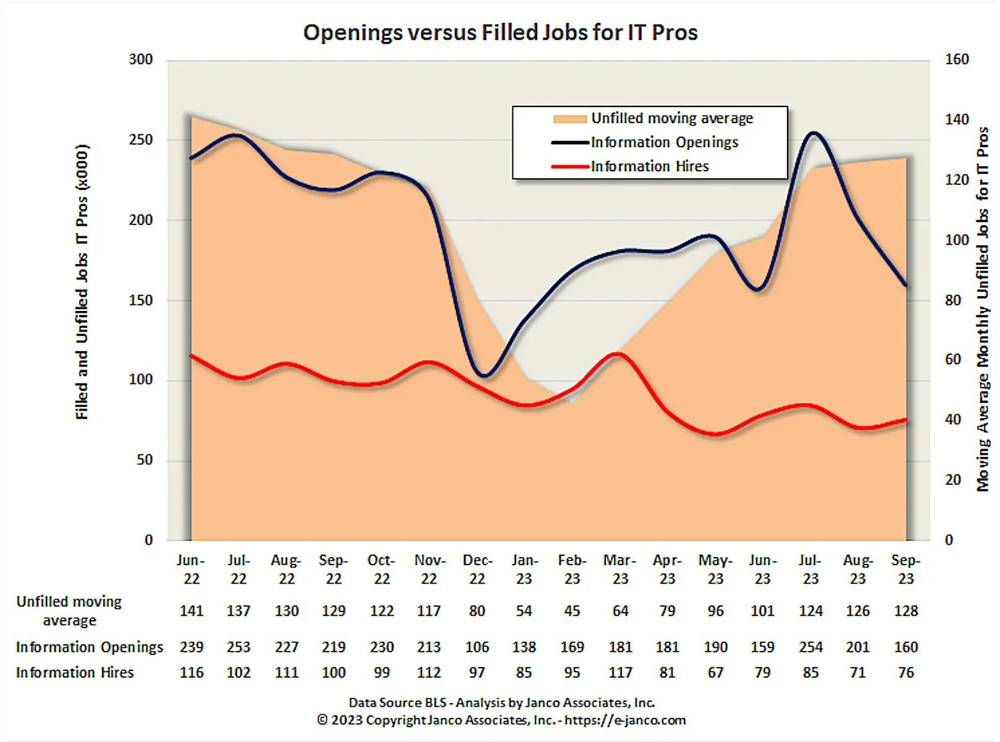 Openings versus Filled Jobs for IT Pros
300
250
200
150
100
50
0
160
140
120
100
80
60
40
20
0
Filled and Unfilled Jobs IT Pros (x000)
Moving Average Monthly Unfilled Jobs for IT Pros
Unfilled moving average
Information Openings
Information Hires
Jun- Jul- Aug- Sep- Oct- Nov- Dec- Jan- Feb- Mar- Apr- May- Jun- Jul- Aug- Sep-
22 22 22 22 22 22 22 23 23 23 23 23 23 23 23 23
Unfilled moving
average 141 137 130 129 122 117 80 54 45 64 79 96 101 124 126 128
Information Openings 239 253 227 219 230 213 106 138 169 181 181 190 159 254 201 160
Information Hires 116 102 111 100 99 112 97 85 95 117 81 67 79 85 71 76
Data Source BLS - Analysis by Janco Associates, Inc.
© 2023 Copyright Janco Associates, Inc. - https://e-janco.com